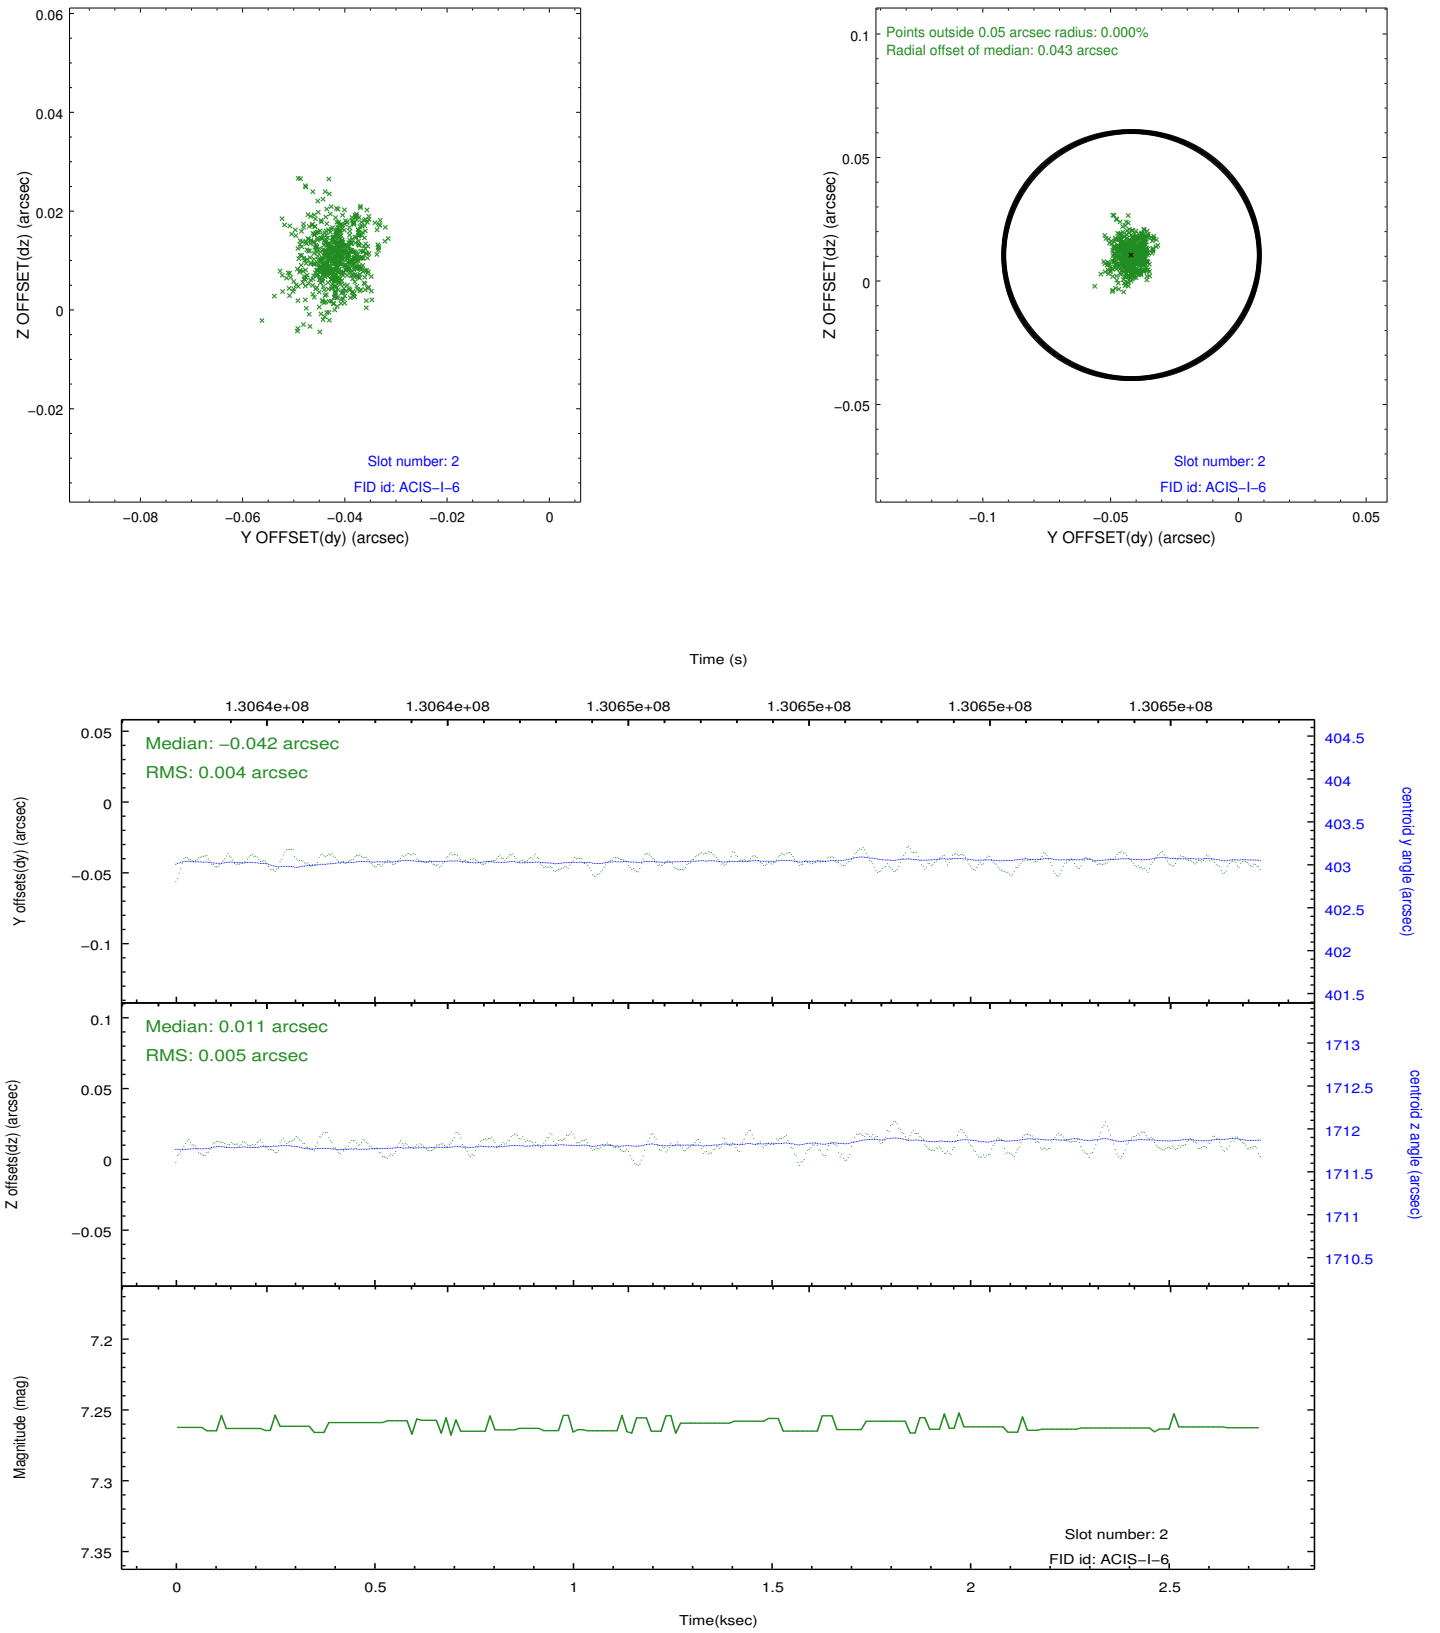 0.06
0.04
0.02
0
−0.02
Z OFFSET(dz) (arcsec)
Slot number: 2
FID id: ACIS−I−6
−0.08
−0.06
−0.04
−0.02
0
Y OFFSET(dy) (arcsec)
Points outside 0.05 arcsec radius: 0.000%
Radial offset of median: 0.043 arcsec
0.1
0.05
0
−0.05
Z OFFSET(dz) (arcsec)
Slot number: 2
FID id: ACIS−I−6
−0.1
−0.05
0
0.05
Y OFFSET(dy) (arcsec)
Time (s)
1.3064e+08
1.3064e+08
1.3065e+08
1.3065e+08
1.3065e+08
1.3065e+08
Median: −0.042 arcsec
RMS: 0.004 arcsec
0.05
0
−0.05
−0.1
Y offsets(dy) (arcsec)
404.5
404
403.5
403
402.5
402
401.5
centroid y angle (arcsec)
Median: 0.011 arcsec
RMS: 0.005 arcsec
0.1
0.05
0
−0.05
Z offsets(dz) (arcsec)
1713
1712.5
1712
1711.5
1711
1710.5
centroid z angle (arcsec)
7.2
7.25
7.3
7.35
Magnitude (mag)
Slot number: 2
FID id: ACIS−I−6
0
0.5
1
1.5
2
2.5
Time(ksec)